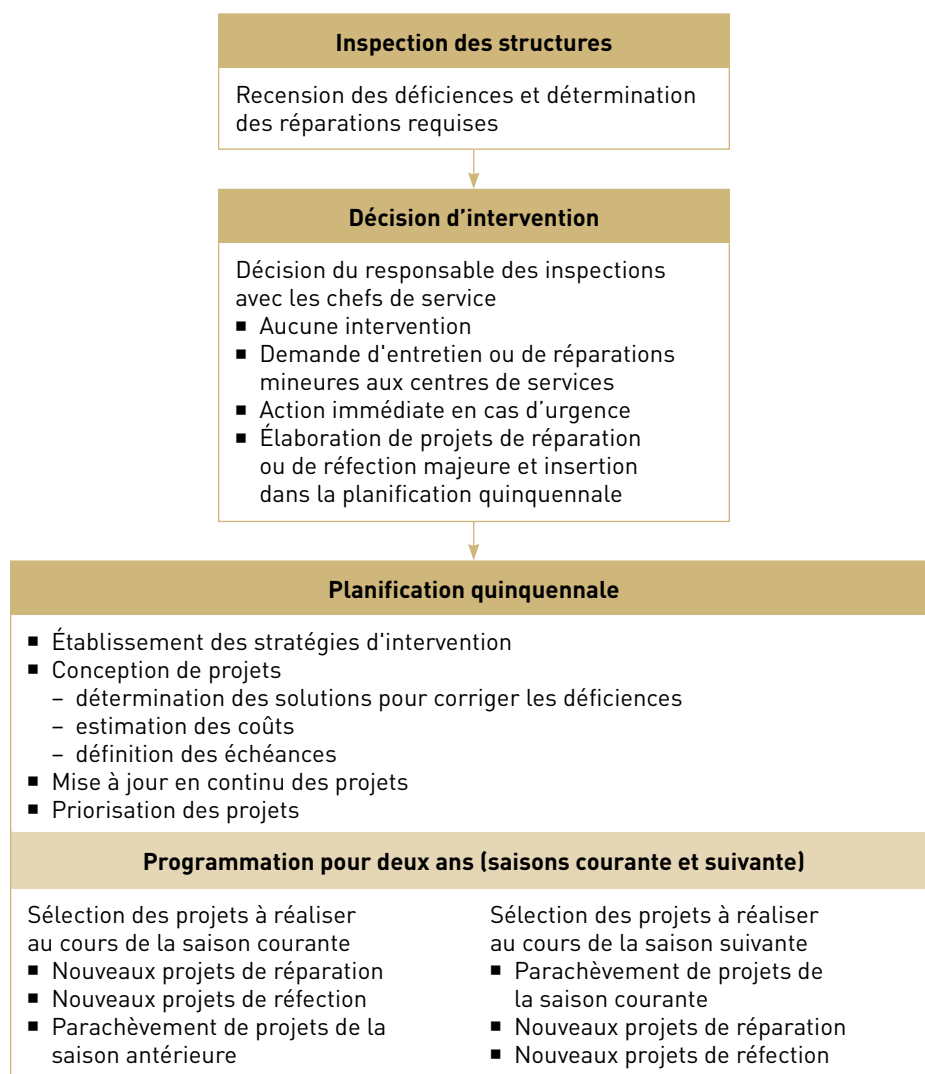 Inspection des structures
Recension des déficiences et détermination
des réparations requises
Décision d’intervention
Décision du responsable des inspections
avec les chefs de service
■ Aucune intervention
■ Demande d'entretien ou de réparations
mineures aux centres de services
■ Action immédiate en cas d’urgence
■ Élaboration de projets de réparation
ou de réfection majeure et insertion
dans la planification quinquennale
Planification quinquennale
■ Établissement des stratégies d'intervention
■ Conception de projets
– détermination des solutions pour corriger les déficiences
– estimation des coûts
– définition des échéances
■ Mise à jour en continu des projets
■ Priorisation des projets
Programmation pour deux ans (saisons courante et suivante)
Sélection des projets à réaliser
au cours de la saison courante
■ Nouveaux projets de réparation
■ Nouveaux projets de réfection
■ Parachèvement de projets de la
saison antérieure
Sélection des projets à réaliser
au cours de la saison suivante
■ Parachèvement de projets de
la saison courante
■ Nouveaux projets de réparation
■ Nouveaux projets de réfection